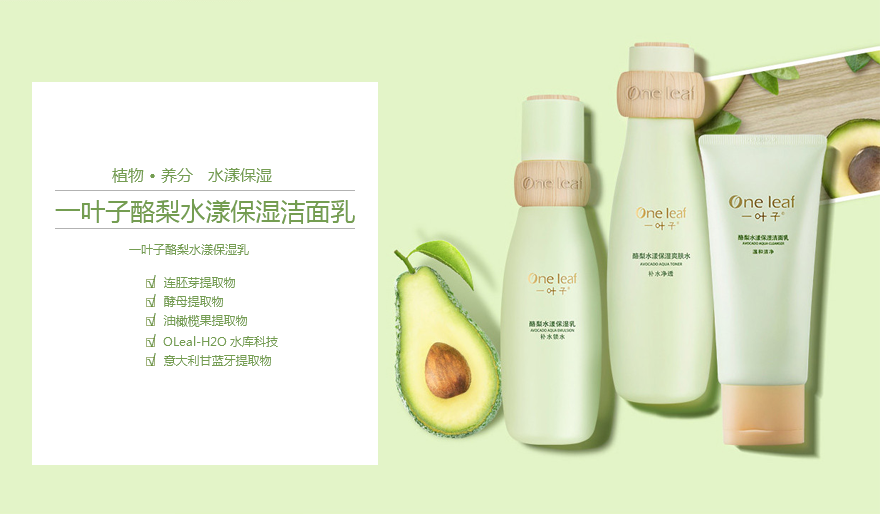 植物 • 养分 水漾保湿
一叶子酪梨水漾保湿洁面乳
一叶子酪梨水漾保湿乳
☑ 连胚芽提取物
☑ 酵母提取物
☑ 油橄榄果提取物
☑ OLeal-H2O 水库科技
☑ 意大利甘蓝牙提取物
One leaf
One leaf
一叶子®
酪梨水漾保湿乳
AVOCADO AQUA EMULSION
补水锁水
One leaf
One leaf
一叶子®
酪梨水漾保湿爽肤水
AVOCADO AQUA TONER
补水净透
One leaf
一叶子®
酪梨水漾保湿洁面乳
AVOCADO AQUA CLEANSER
温和洁净